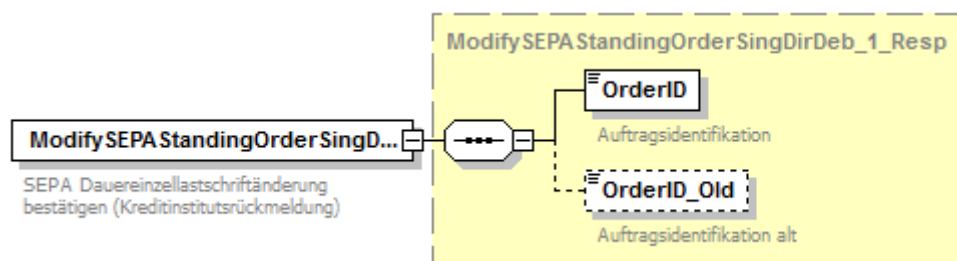 ModifySEPAStandingOrderSingDirDeb_1_Resp
OrderID
Auftragsidentifikation
ModifySEPAStandingOrderSingD...
SEPA Dauereinzellastschriftänderung
bestätigen (Kreditinstitutsrückmeldung)
OrderID_Old
Auftragsidentifikation alt